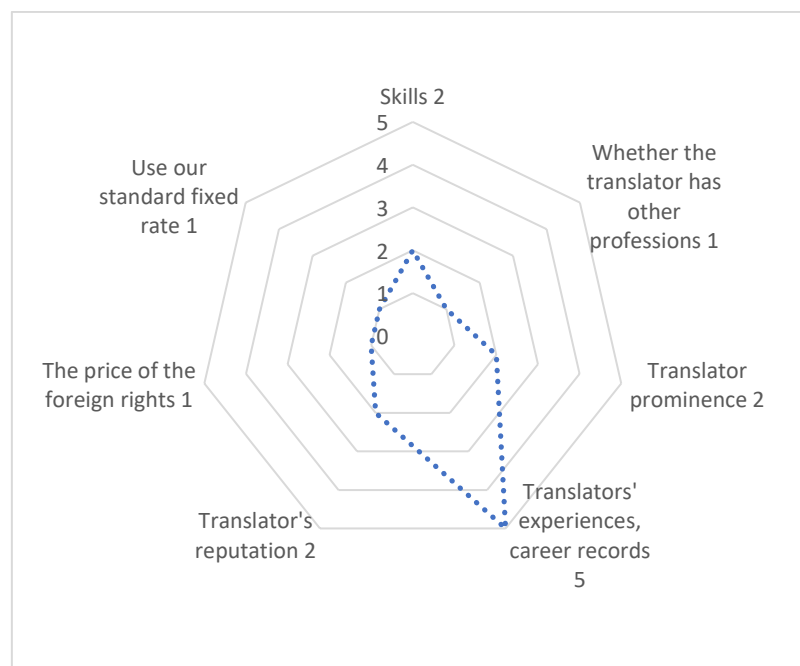 Skills 2
5
4
3
2
1
0
Whether the
translator has
other
professions 1
Translator
prominence 2
Translators'
experiences,
career records
5
Translator's
reputation 2
The price of the
foreign rights 1
Use our
standard fixed
rate 1